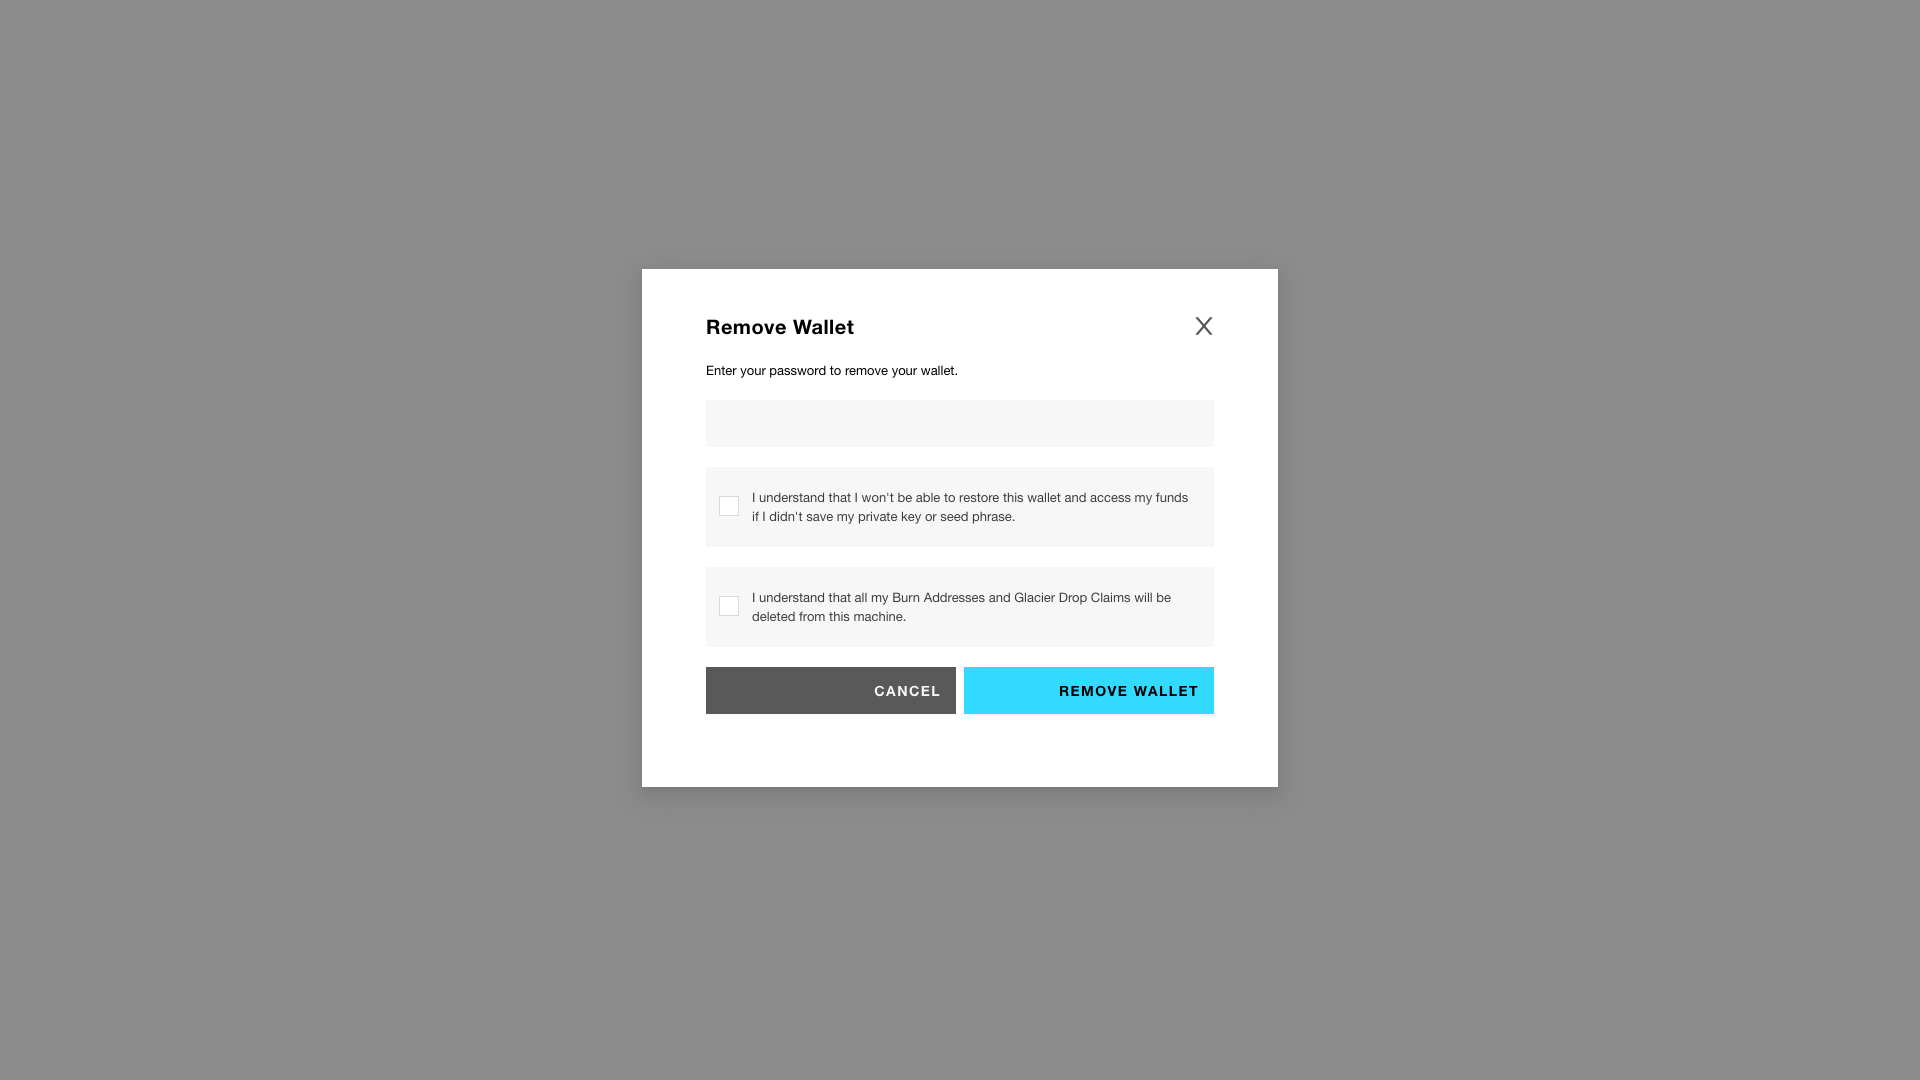 Remove Wallet
X
Enter your password to remove your wallet.
I understand that I won't be able to restore this wallet and access my funds
if I didn't save my private key or seed phrase.
I understand that all my Burn Addresses and Glacier Drop Claims will be
deleted from this machine.
CANCEL
REMOVE WALLET